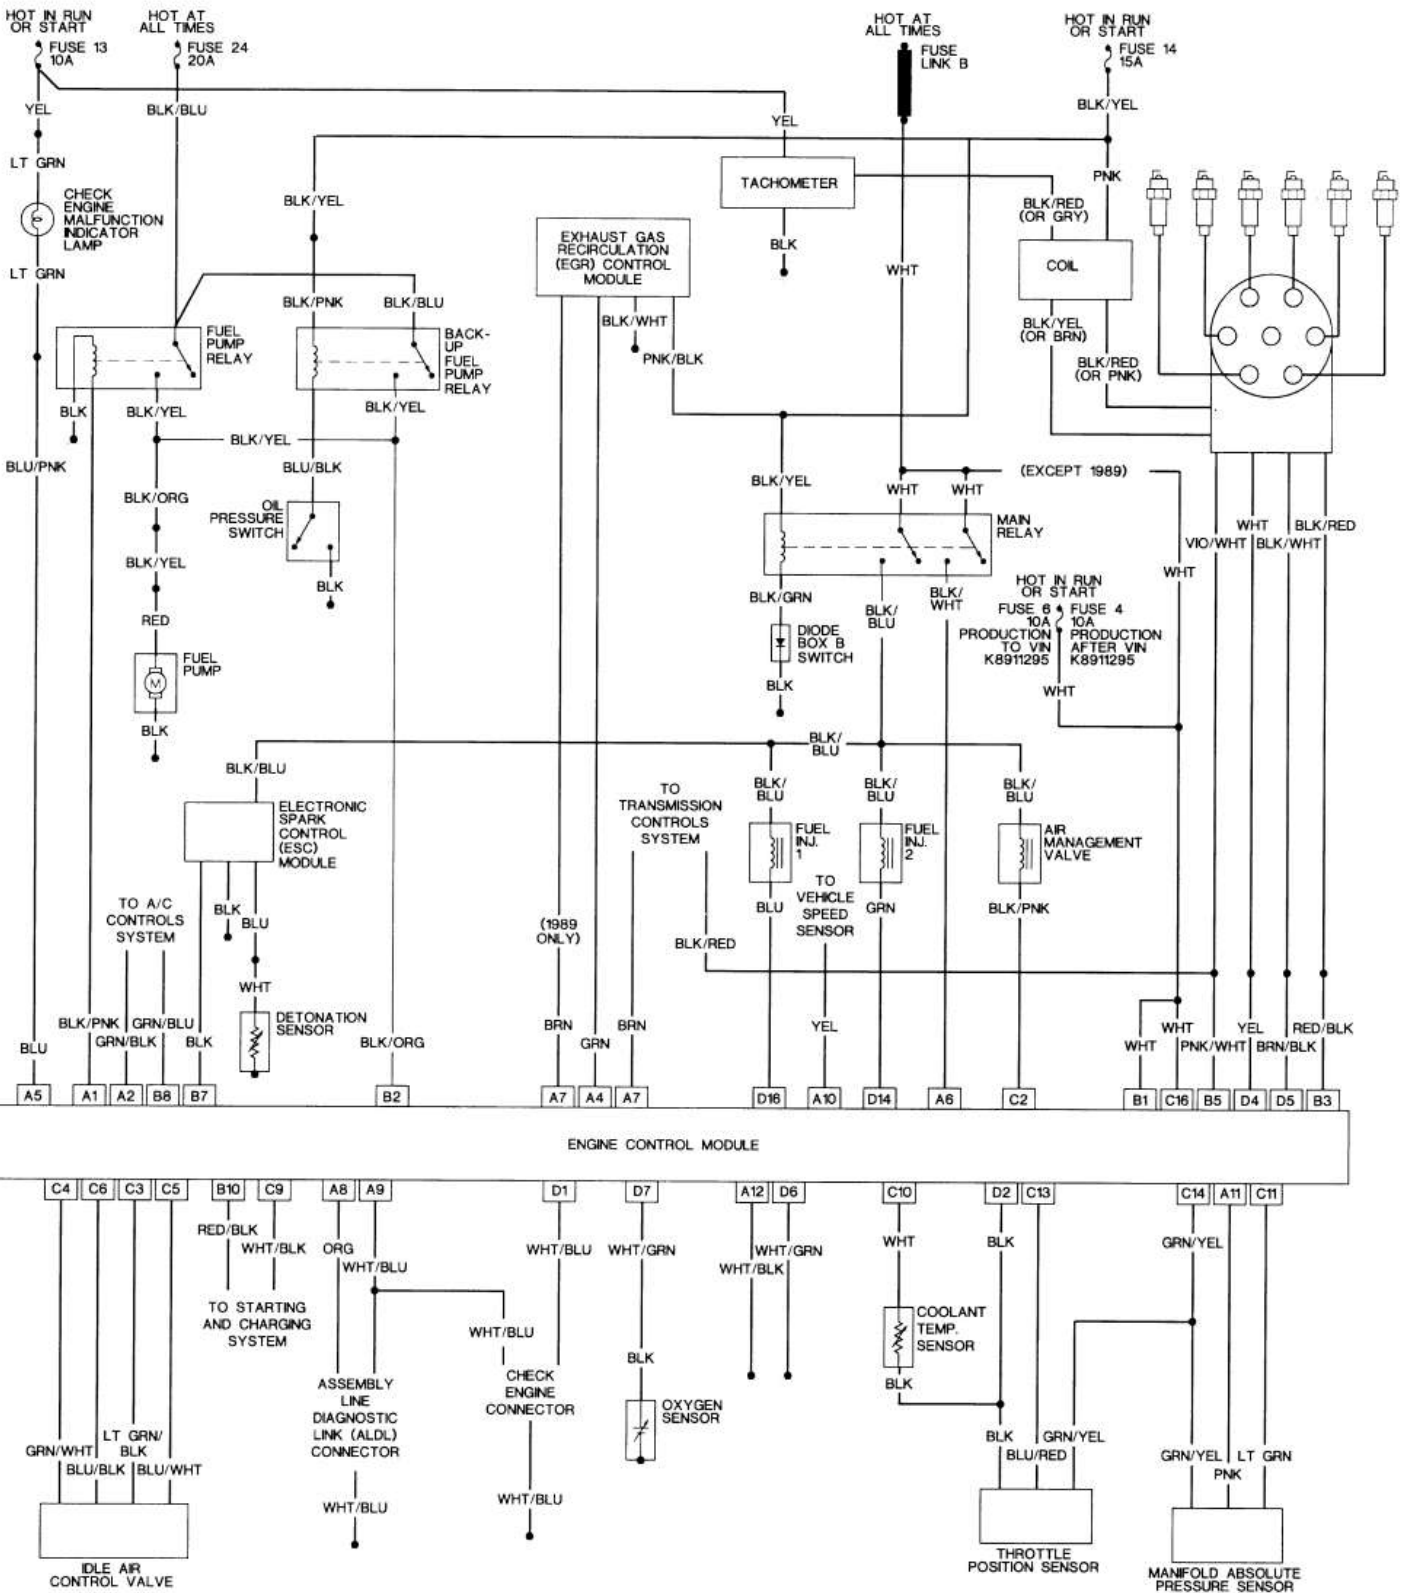 HOT IN RUN
OR START
FUSE 13
10A
HOT AT
ALL TIMES
FUSE 24
20A
HOT AT
ALL TIMES
FUSE
LINK B
HOT IN RUN
OR START
FUSE 14
15A
YEL
BLK/BLU
YEL
BLK/YEL
LT GRN
CHECK
ENGINE
MALFUNCTION
INDICATOR
LAMP
LT GRN
BLK/YEL
TACHOMETER
BLK
PNK
BLK/RED
(OR GRY)
COIL
EXHAUST GAS
RECIRCULATION
(EGR) CONTROL
MODULE
WHT
BLK/PNK
BLK/BLU
BLK/WHT
PNK/BLK
BLK/YEL
(OR BRN)
BLK/RED
(OR PNK)
FUEL
PUMP
RELAY
BACK-
UP
FUEL
PUMP
RELAY
BLK
BLK/YEL
BLK/YEL
BLK/YEL
BLU/PNK
BLU/BLK
BLK/ORG
OIL
PRESSURE
SWITCH
BLK
BLK/YEL
RED
FUEL
PUMP
M
BLK
BLK/YEL
WHT
WHT
(EXCEPT 1989)
MAIN
RELAY
WHT
BLK/RED
VIO/WHT
BLK/WHT
WHT
BLK/GRN
BLK/
BLU
BLK/
WHT
HOT IN RUN
OR START
FUSE 6
10A
PRODUCTION
TO VIN
K8911295
FUSE 4
10A
PRODUCTION
AFTER VIN
K8911295
WHT
DIODE
BOX B
SWITCH
BLK
BLK/
BLU
BLK/BLU
ELECTRONIC
SPARK
CONTROL
(ESC)
MODULE
TO
TRANSMISSION
CONTROLS
SYSTEM
BLK/
BLU
BLK/
BLU
BLK/
BLU
FUEL
INJ.
1
FUEL
INJ.
2
AIR
MANAGEMENT
VALVE
TO
VEHICLE
SPEED
SENSOR
BLU
GRN
BLK/PNK
TO A/C
CONTROLS
SYSTEM
BLK
BLU
(1989
ONLY)
BLK/RED
WHT
DETONATION
SENSOR
BLU
BLK/PNK
GRN/BLK
GRN/BLU
BLK
BLK/ORG
BRN
GRN
BRN
YEL
WHT
WHT
PNK/WHT
YEL
BRN/BLK
RED/BLK
A5
A1
A2
B8
B7
B2
A7
A4
A7
D16
A10
D14
A6
C2
B1
C16
B5
D4
D5
B3
ENGINE CONTROL MODULE
C4
C6
C3
C5
B10
C9
A8
A9
D1
D7
A12
D6
C10
D2
C13
C14
A11
C11
RED/BLK
WHT/BLK
ORG
WHT/BLU
WHT/BLU
WHT/GRN
WHT/BLK
WHT/GRN
WHT
BLK
GRN/YEL
TO STARTING
AND CHARGING
SYSTEM
WHT/BLU
COOLANT
TEMP.
SENSOR
BLK
BLK
ASSEMBLY
LINE
DIAGNOSTIC
LINK (ALDL)
CONNECTOR
CHECK
ENGINE
CONNECTOR
OXYGEN
SENSOR
GRN/WHT
BLU/BLK
LT GRN/
BLK
BLU/WHT
BLK
BLU/RED
GRN/YEL
GRN/YEL
PNK
LT GRN
WHT/BLU
WHT/BLU
IDLE AIR
CONTROL VALVE
THROTTLE
POSITION SENSOR
MANIFOLD ABSOLUTE
PRESSURE SENSOR